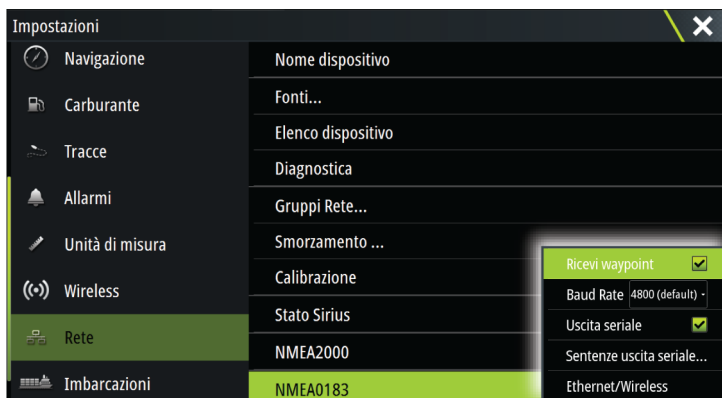 Impostazioni
Navigazione
Carburante
Tracce
Allarmi
Unità di misura
Wireless
Rete
Imbarcazioni
Nome dispositivo
Fonti...
Elenco dispositivo
Diagnostica
Gruppi Rete...
Smorzamento ...
Calibrazione
Stato Sirius
NMEA2000
NMEA0183
Ricevi waypoint
Baud Rate 4800 (default)
Uscita seriale
Sentenze uscita seriale...
Ethernet/Wireless